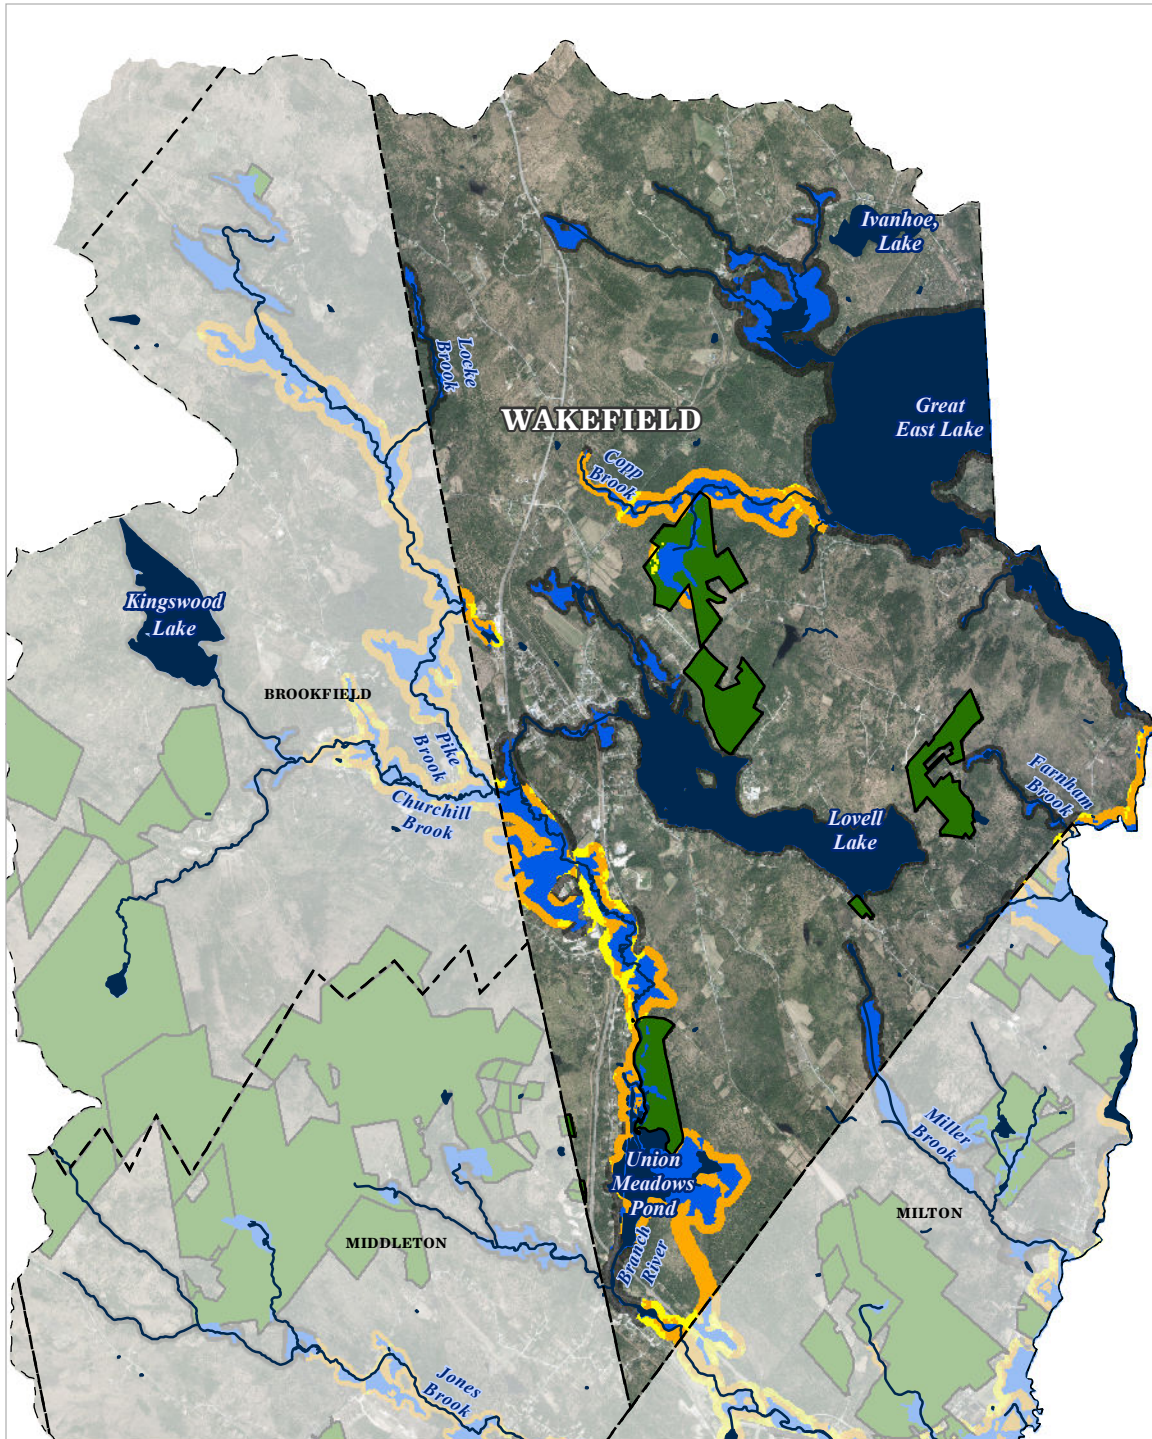 Ivanhoe,
Lake
Locke
Brook
Great
East Lake
WAKEFIELD
Copp
Brook
Kingswood
Lake
BROOKFIELD
Pike
Brook
Churchill
Brook
Farnham
Brook
Lovell
Lake
Miller
Brook
Union
Meadows
Pond
MILTON
MIDDLETON
Branch
River
Jones
Brook